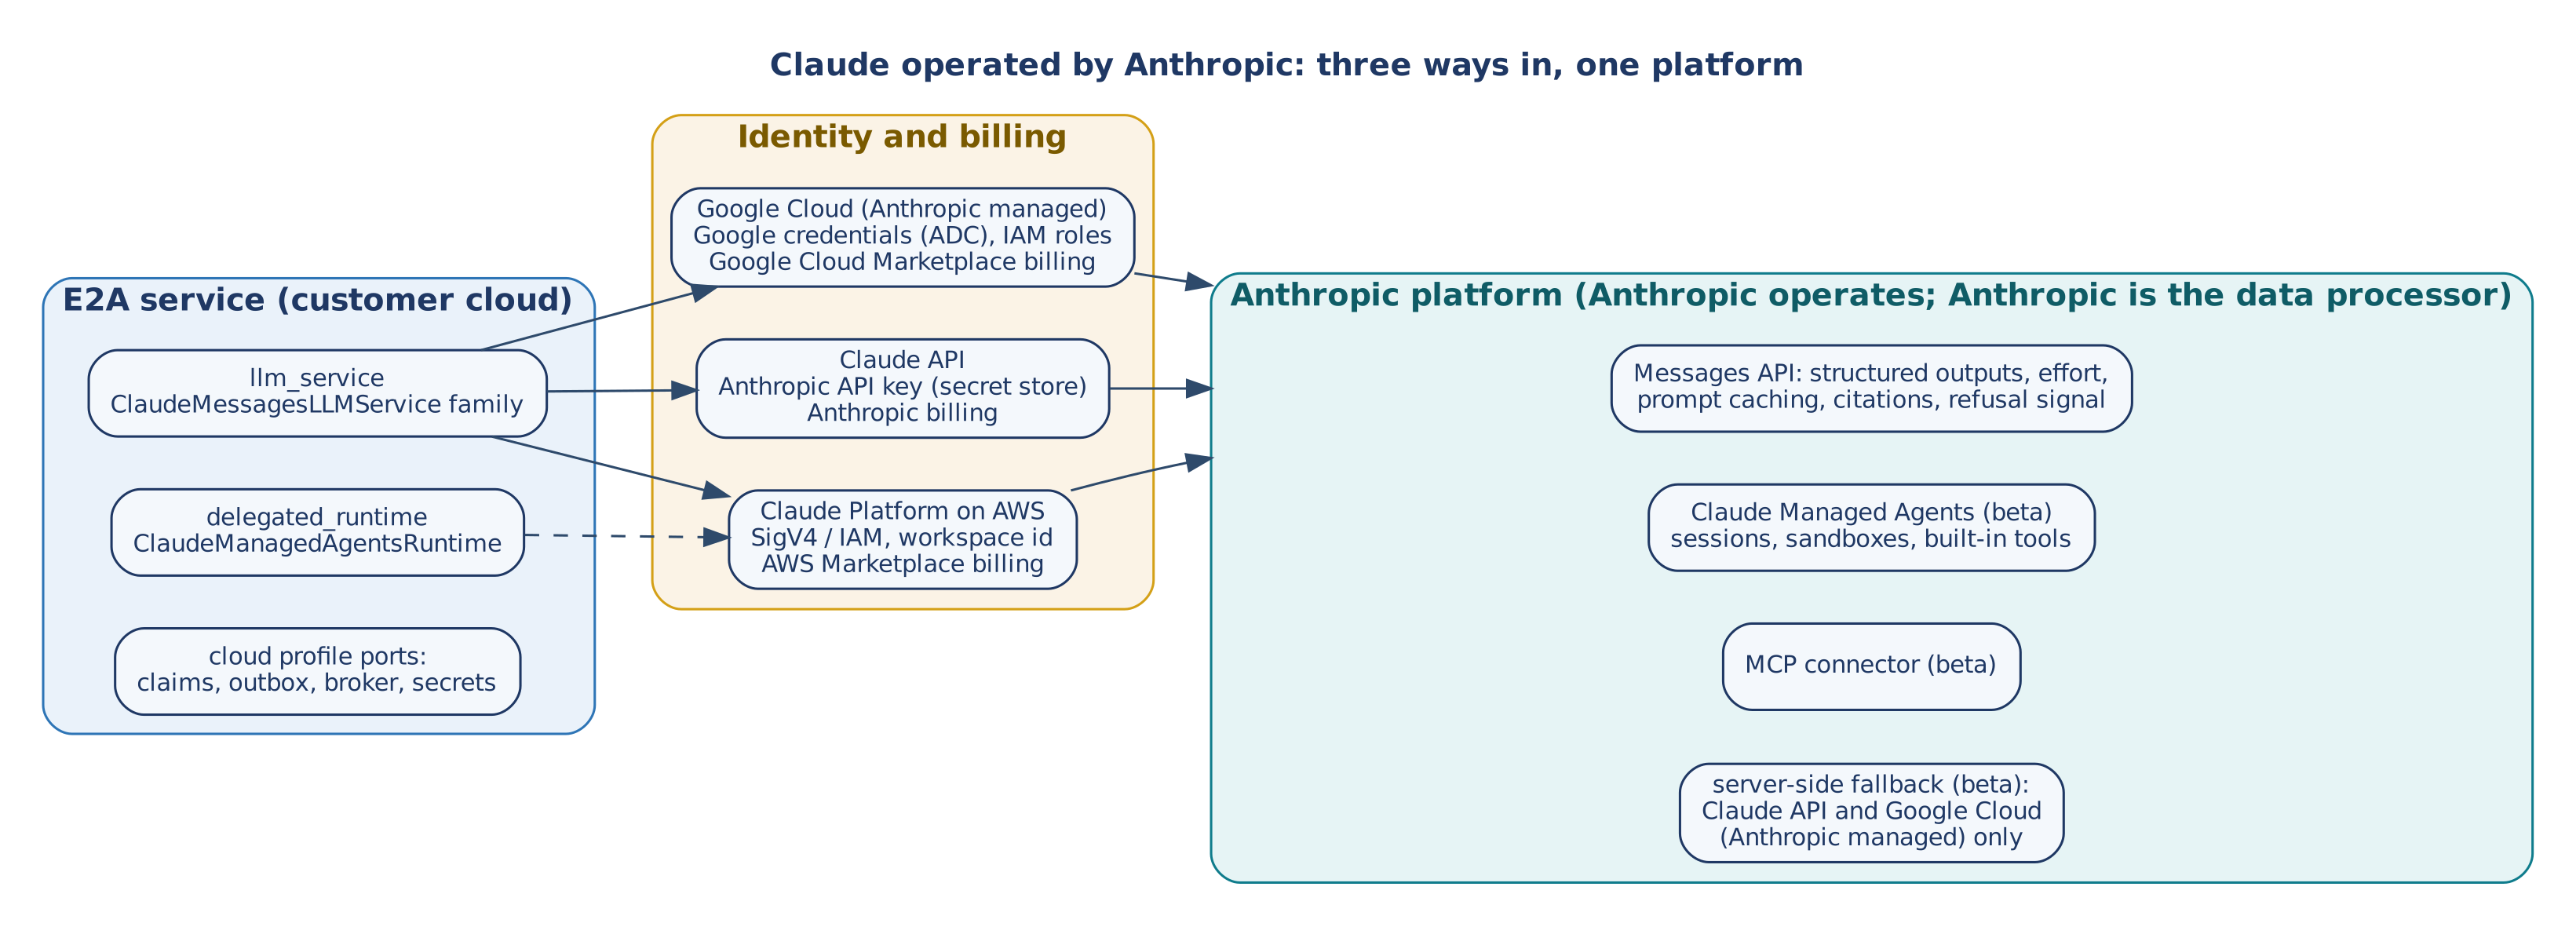 Claude operated by Anthropic: three ways in, one platform
E2A service (customer cloud)
llm_service
ClaudeMessagesLLMService family
delegated_runtime
ClaudeManagedAgentsRuntime
cloud profile ports:
claims, outbox, broker, secrets
Identity and billing
Google Cloud (Anthropic managed)
Google credentials (ADC), IAM roles
Google Cloud Marketplace billing
Claude API
Anthropic API key (secret store)
Anthropic billing
Claude Platform on AWS
SigV4 / IAM, workspace id
AWS Marketplace billing
Anthropic platform (Anthropic operates; Anthropic is the data processor)
Messages API: structured outputs, effort,
prompt caching, citations, refusal signal
Claude Managed Agents (beta)
sessions, sandboxes, built-in tools
MCP connector (beta)
server-side fallback (beta):
Claude API and Google Cloud
(Anthropic managed) only